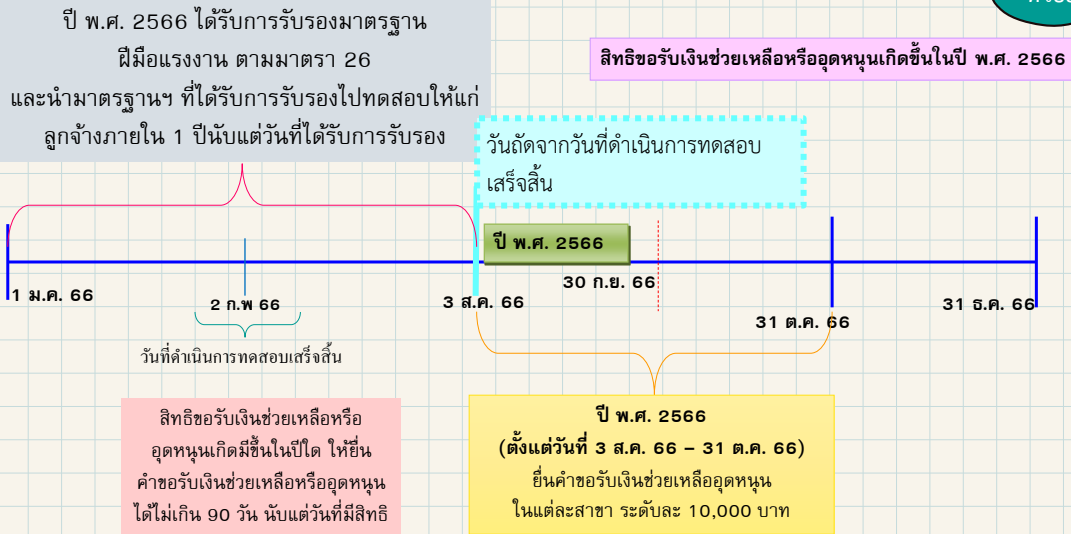 ปี พ.ศ. 2566 ได้รับการรับรองมาตรฐาน
ฝีมือแรงงาน ตามมาตรา 26
และนำมาตรฐานฯ ที่ได้รับการรับรองไปทดสอบให้แก่
ลูกจ้างภายใน 1 ปีนับแต่วันที่ได้รับการรับรอง
สิทธิขอรับเงินช่วยเหลือหรืออุดหนุนเกิดขึ้นในปี พ.ศ. 2566
วันถัดจากวันที่ดำเนินการทดสอบ
เสร็จสิ้น
ปี พ.ศ. 2566
1 ม.ค. 66
2 ก.พ 66
3 ส.ค. 66
30 ก.ย. 66
31 ต.ค. 66
31 ธ.ค. 66
วันที่ดำเนินการทดสอบเสร็จสิ้น
สิทธิขอรับเงินช่วยเหลือหรือ
อุดหนุนเกิดมีขึ้นในปีใด ให้ยื่น
คำขอรับเงินช่วยเหลือหรืออุดหนุน
ได้ไม่เกิน 90 วัน นับแต่วันที่มีสิทธิ
ปี พ.ศ. 2566
(ตั้งแต่วันที่ 3 ส.ค. 66 – 31 ต.ค. 66)
ยื่นคำขอรับเงินช่วยเหลืออุดหนุน
ในแต่ละสาขา ระดับละ 10,000 บาท